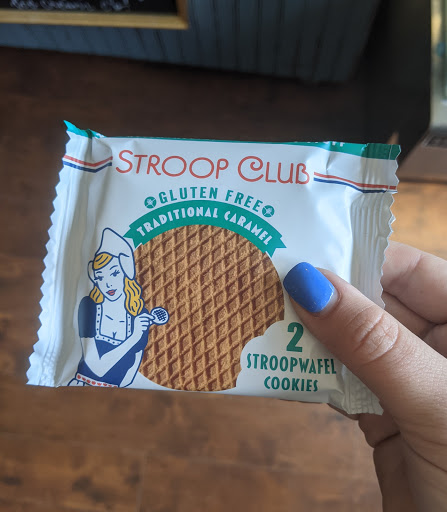 STROOP CLUB
GLUTEN FREE
TRADITIONAL CARAMEL
2
STROOPWAFEL
COOKIES